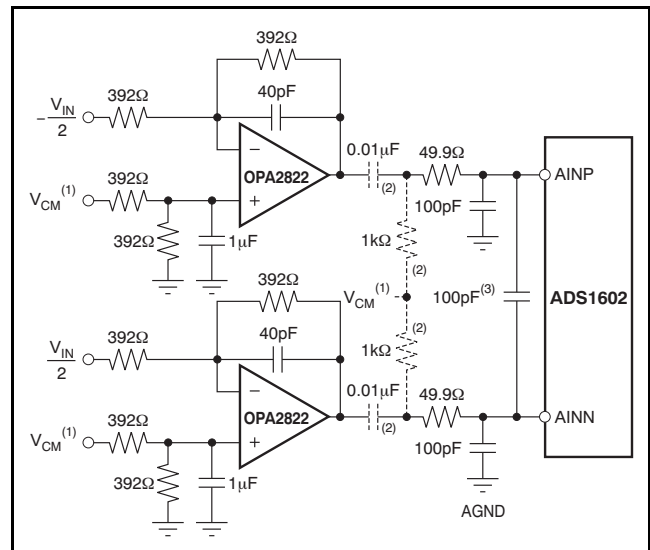 392Ω
40pF
392Ω
−V_IN/2
−
OPA2822
+
0.01μF
(2)
49.9Ω
AINP
392Ω
V_CM(1)
392Ω
1μF
100pF
1kΩ
(2)
V_CM(1)
100pF(3)
ADS1602
392Ω
40pF
392Ω
V_IN/2
−
OPA2822
+
(2)
1kΩ
0.01μF
(2)
49.9Ω
AINN
392Ω
V_CM(1)
392Ω
1μF
100pF
AGND